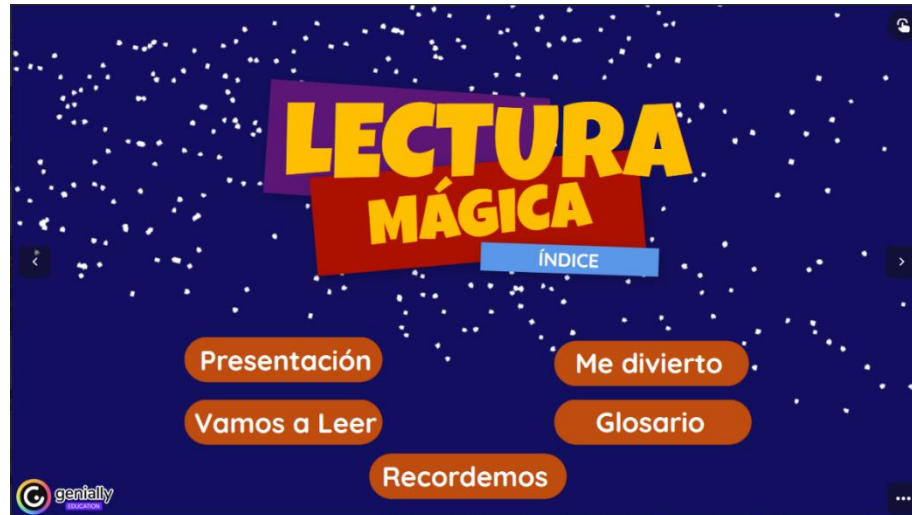 LECTURA
MÁGICA
ÍNDICE
Presentación
Me divierto
Vamos a Leer
Glosario
Recordemos
genially
EDUCATION